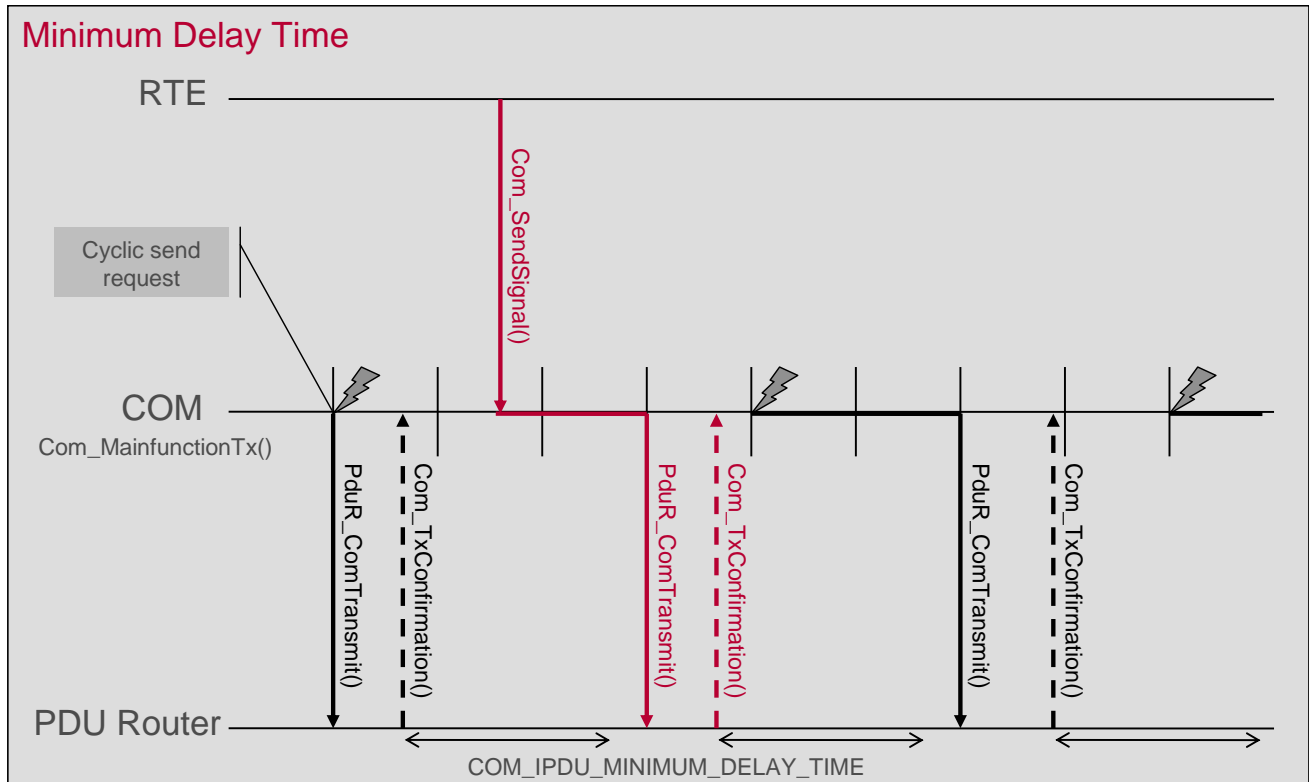 Minimum Delay Time
RTE
Com_SendSignal()
Cyclic send
request
COM
Com_MainfunctionTx()
PduR_ComTransmit()
Com_TxConfirmation()
PduR_ComTransmit()
Com_TxConfirmation()
PduR_ComTransmit()
Com_TxConfirmation()
PDU Router
COM_IPDU_MINIMUM_DELAY_TIME